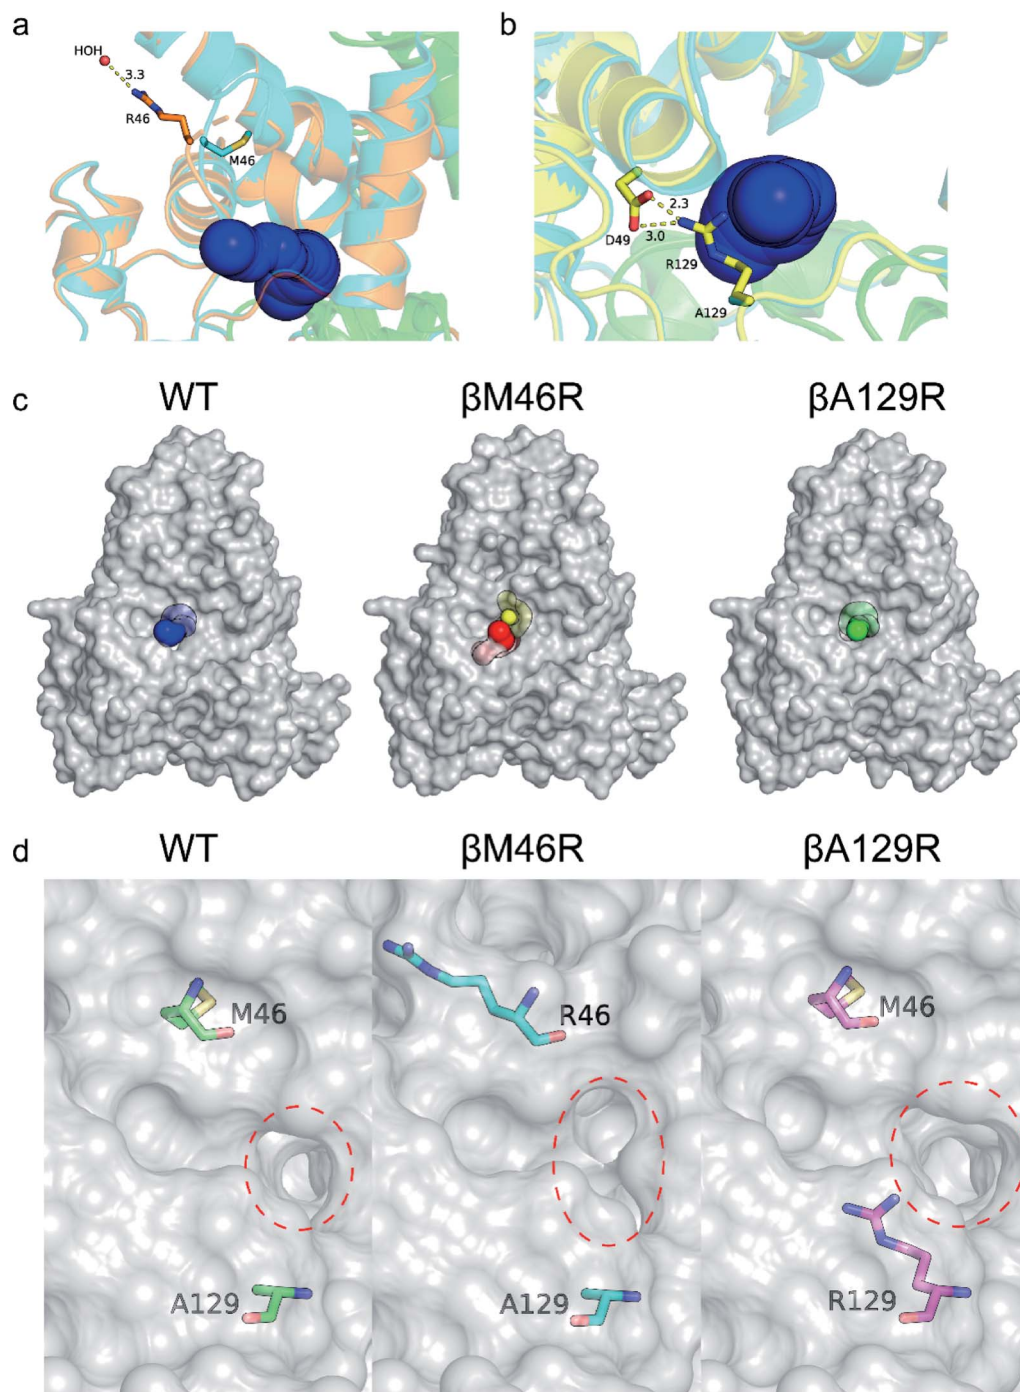 a
b
HOH
3.3
R46
M46
2.3
D49
3.0
R129
A129
c
WT
βM46R
βA129R
d
WT
βM46R
βA129R
M46
R46
M46
A129
A129
R129